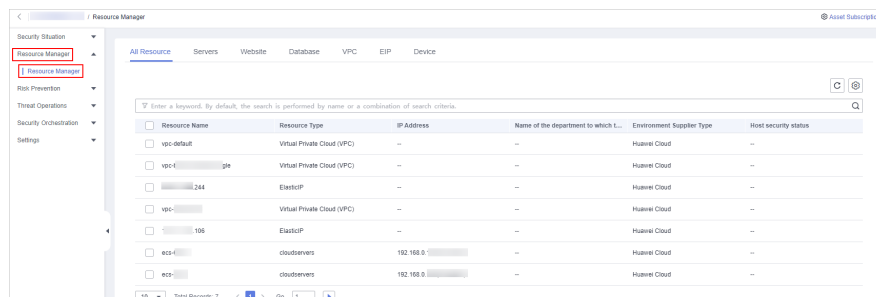 / Resource Manager
Asset Subscriptio
Security Situation
Resource Manager
Resource Manager
Risk Prevention
Threat Operations
Security Orchestration
Settings
All Resource Servers Website Database VPC EIP Device
Enter a keyword. By default, the search is performed by name or a combination of search criteria.
Resource Name Resource Type IP Address Name of the department to which t... Environment Supplier Type Host security status
vpc-default Virtual Private Cloud (VPC) -- -- Huawei Cloud --
vpc- gle Virtual Private Cloud (VPC) -- -- Huawei Cloud --
.244 ElasticIP -- -- Huawei Cloud --
vpc- Virtual Private Cloud (VPC) -- -- Huawei Cloud --
.106 ElasticIP -- -- Huawei Cloud --
ecs- cloudservers 192.168.0. -- Huawei Cloud --
ecs- cloudservers 192.168.0. -- Huawei Cloud --
10 Total Records: 7 < 1 > Go 1